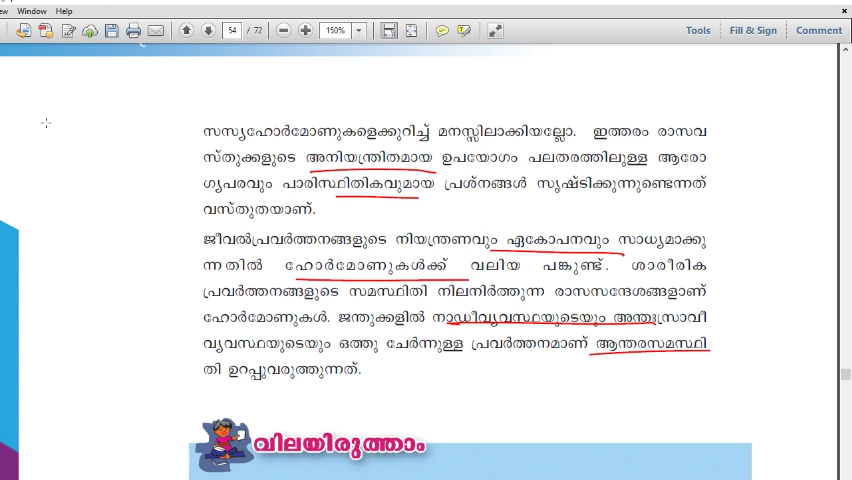 ew Window Help
54 / 72 150% Tools Fill & Sign Comment
സസ്യഹോർമോണുകളെക്കുറിച്ച് മനസ്സിലാക്കിയല്ലോ. ഇത്തരം രാസവ
സ്തുക്കളുടെ അനിയന്ത്രിതമായ ഉപയോഗം പലതരത്തിലുള്ള ആരോ
ഗ്യപരവും പാരിസ്ഥിതികവുമായ പ്രശ്നങ്ങൾ സൃഷ്ടിക്കുന്നുണ്ടെന്നത്
വസ്തുതയാണ്.
ജീവൽപ്രവർത്തനങ്ങളുടെ നിയന്ത്രണവും ഏകോപനവും സാധ്യമാക്കു
ന്നതിൽ ഹോർമോണുകൾക്ക് വലിയ പങ്കുണ്ട്. ശാരീരിക
പ്രവർത്തനങ്ങളുടെ സമസ്ഥിതി നിലനിർത്തുന്ന രാസസന്ദേശങ്ങളാണ്
ഹോർമോണുകൾ. ജന്തുക്കളിൽ നാഡീവ്യവസ്ഥയുടെയും അന്തഃസ്രാവീ
വ്യവസ്ഥയുടെയും ഒത്തു ചേർന്നുള്ള പ്രവർത്തനമാണ് ആന്തരസമസ്ഥി
തി ഉറപ്പുവരുത്തുന്നത്.
വിലയിരുത്താം